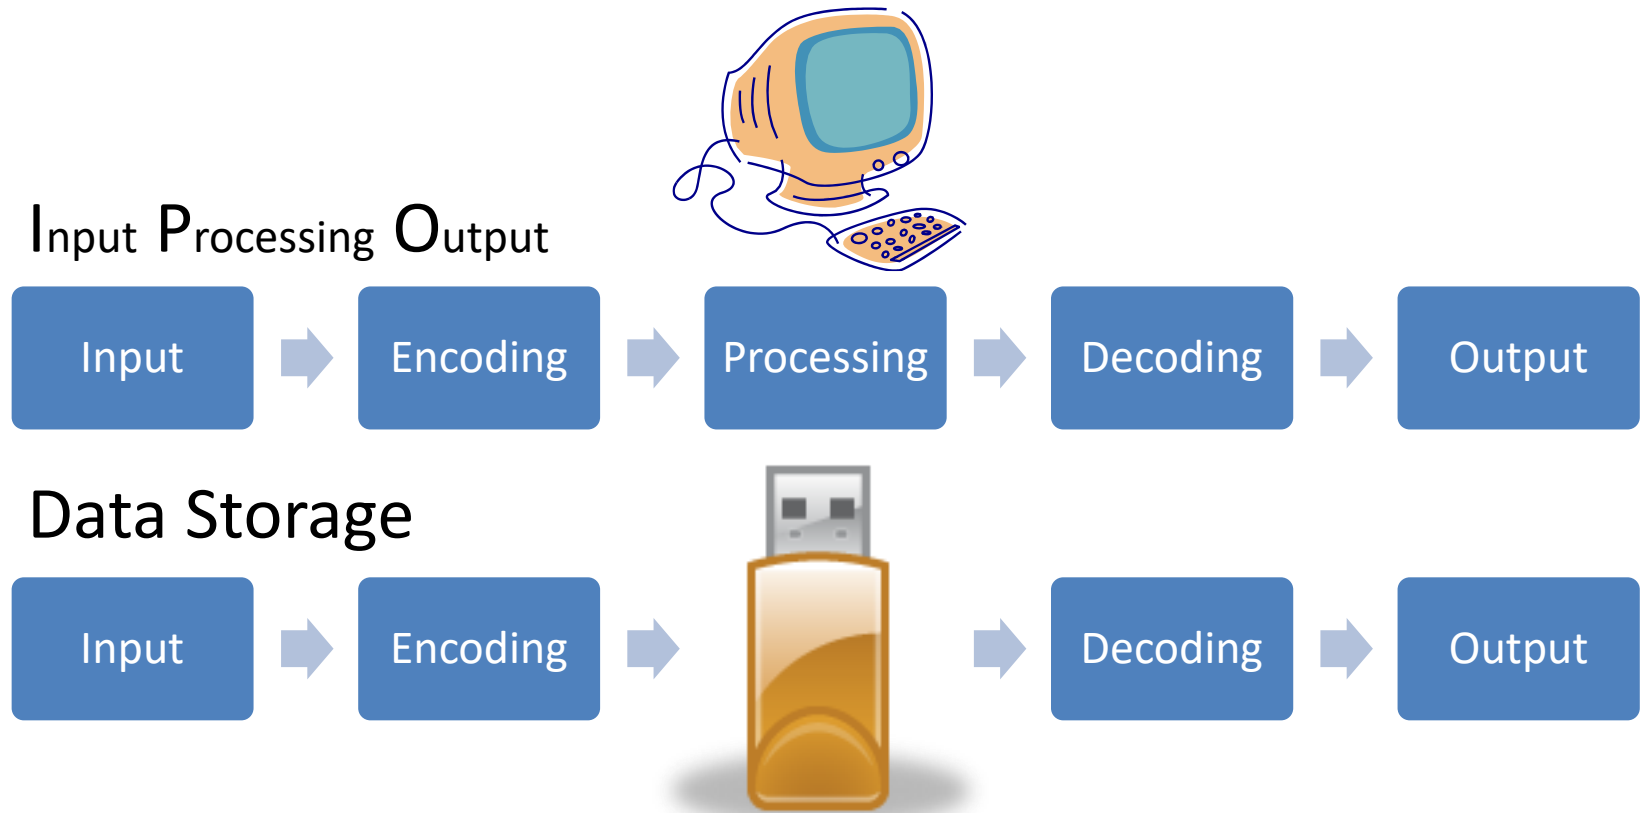 Input Processing Output
Input Encoding Processing Decoding Output
Data Storage
Input Encoding Decoding Output